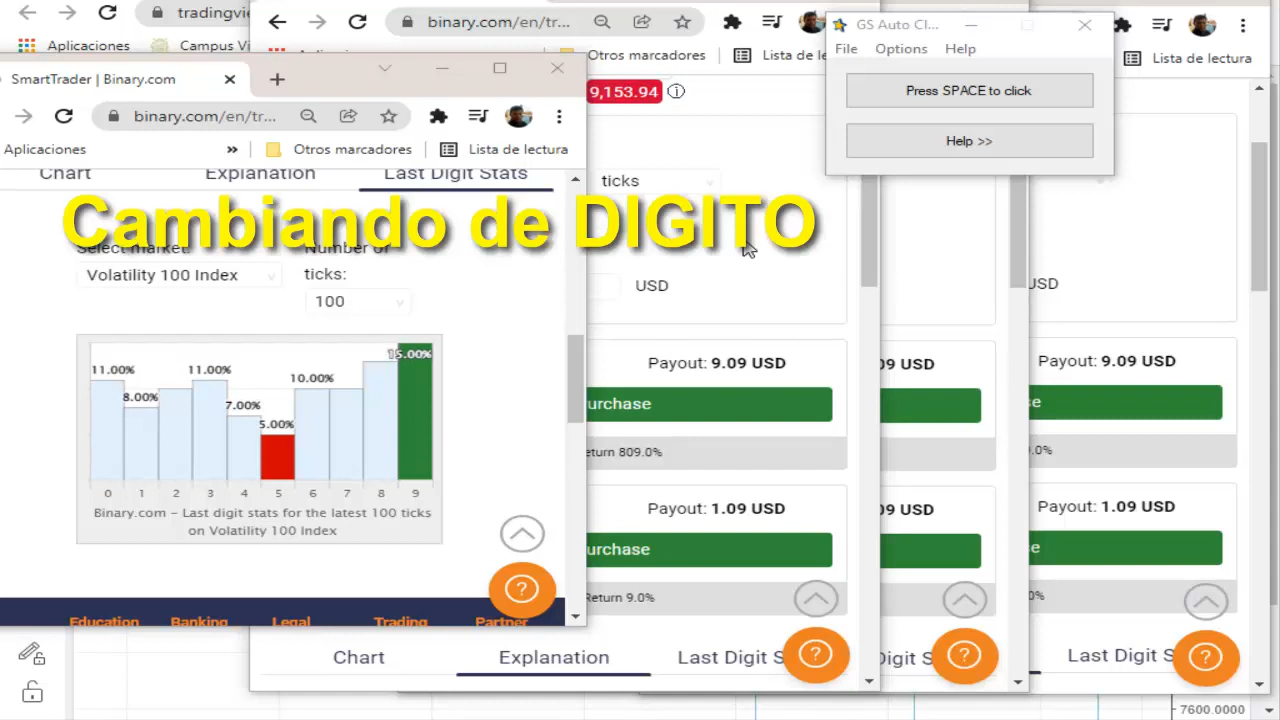 tradingvie
Aplicaciones
Campus Vi
binary.com/en/tr...
Otros marcadores
Lista de le
9,153.94
ticks
USD
Payout: 9.09 USD
urchase
eturn 809.0%
Payout: 1.09 USD
urchase
Return 9.0%
Chart
Explanation
Last Digit S
SmartTrader | Binary.com
binary.com/en/tr...
Aplicaciones
»
Otros marcadores
Lista de lectura
Chart
Explanation
Last Digit Stats
Cambiando de DIGITO
Select market:
Number of
ticks:
Volatility 100 Index
100
11.00%
8.00%
11.00%
7.00%
5.00%
10.00%
15.00%
0 1 2 3 4 5 6 7 8 9
Binary.com – Last digit stats for the latest 100 ticks
on Volatility 100 Index
Education
Banking
Legal
Trading
Partner
GS Auto Cl...
File Options Help
Press SPACE to click
Help >>
Lista de lectura
09 USD
09 USD
Digit S
USD
Payout: 9.09 USD
e
.0%
Payout: 1.09 USD
e
0%
Last Digit S
7600.0000